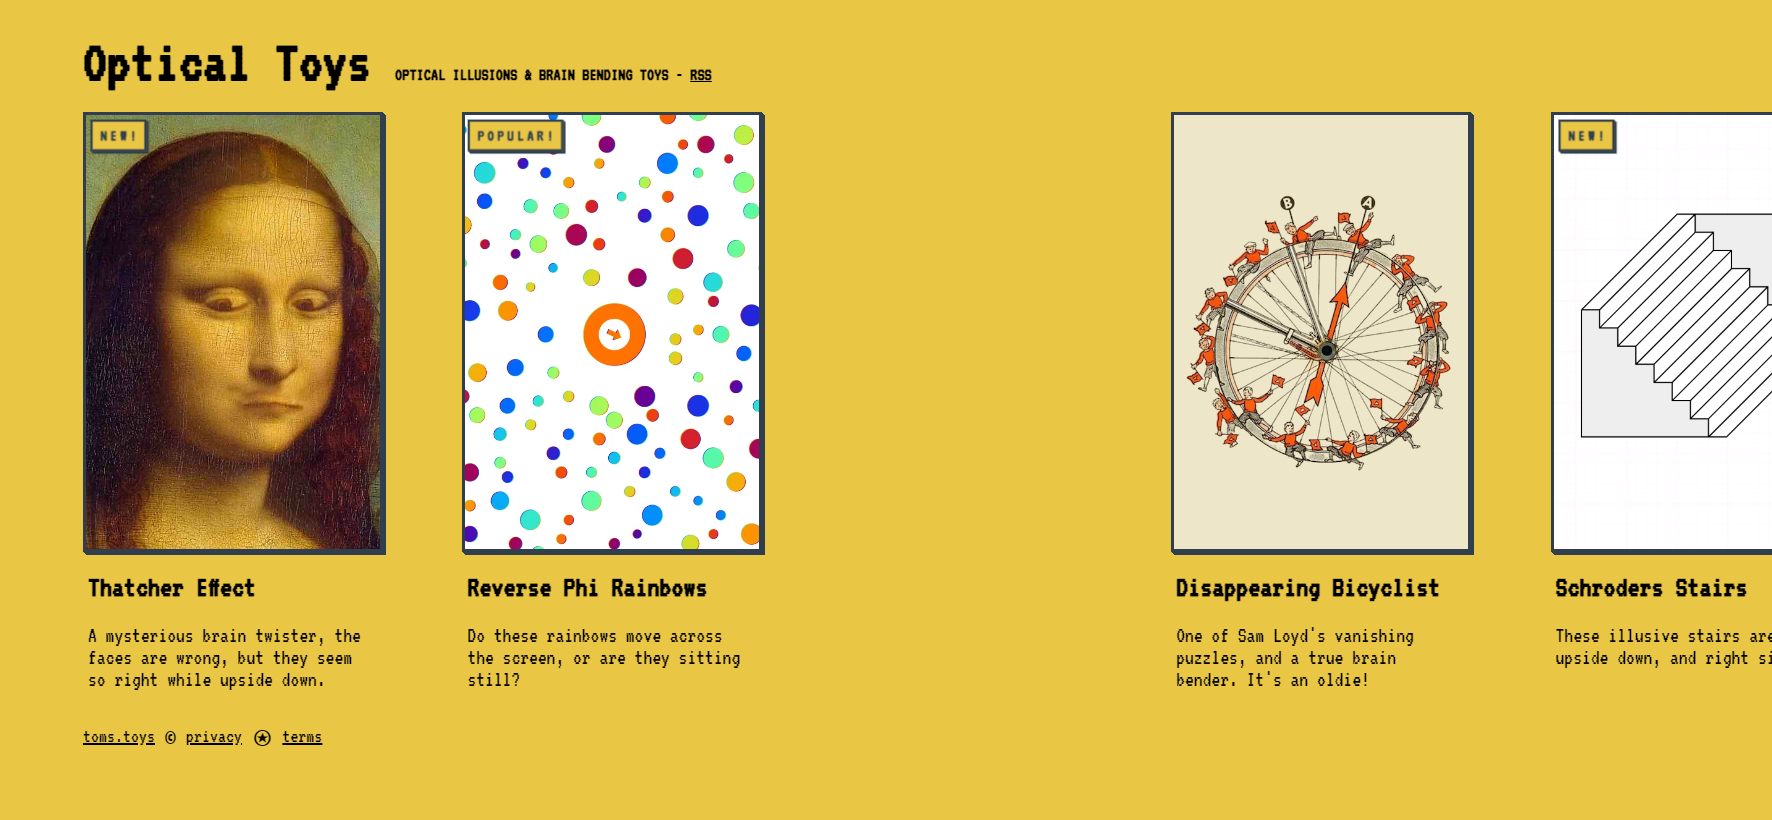 Optical Toys
OPTICAL ILLUSIONS & BRAIN BENDING TOYS - RSS
NEW!
Thatcher Effect
A mysterious brain twister, the
faces are wrong, but they seem
so right while upside down.
POPULAR!
Reverse Phi Rainbows
Do these rainbows move across
the screen, or are they sitting
still?
B A
Disappearing Bicyclist
One of Sam Loyd's vanishing
puzzles, and a true brain
bender. It's an oldie!
NEW!
Schroders Stairs
These illusive stairs are
upside down, and right si
toms.toys © privacy ✪ terms